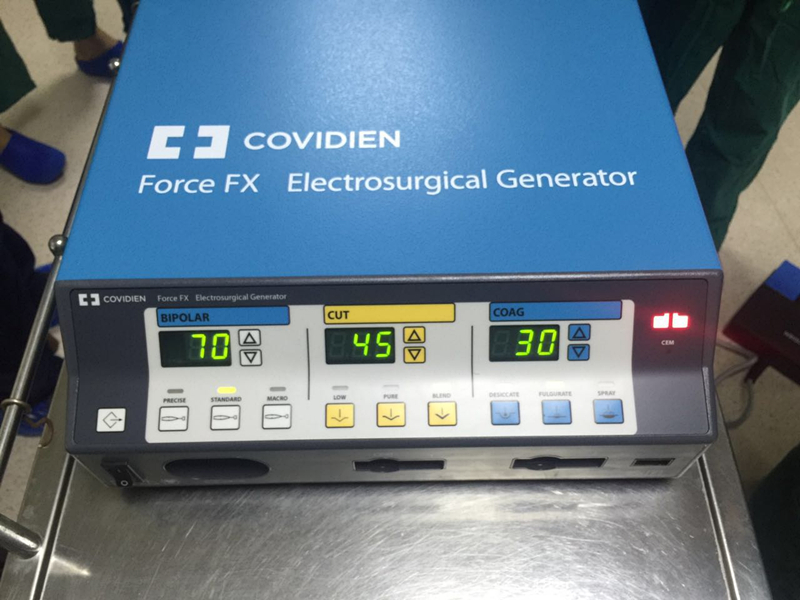 COVIDIEN
Force FX Electrosurgical Generator
COVIDIEN Force FX Electrosurgical Generator
BIPOLAR CUT COAG
70 45 30
CEM
PRECISE STANDARD MACRO LOW PURE BLEND DESICCATE FULGURATE SPRAY